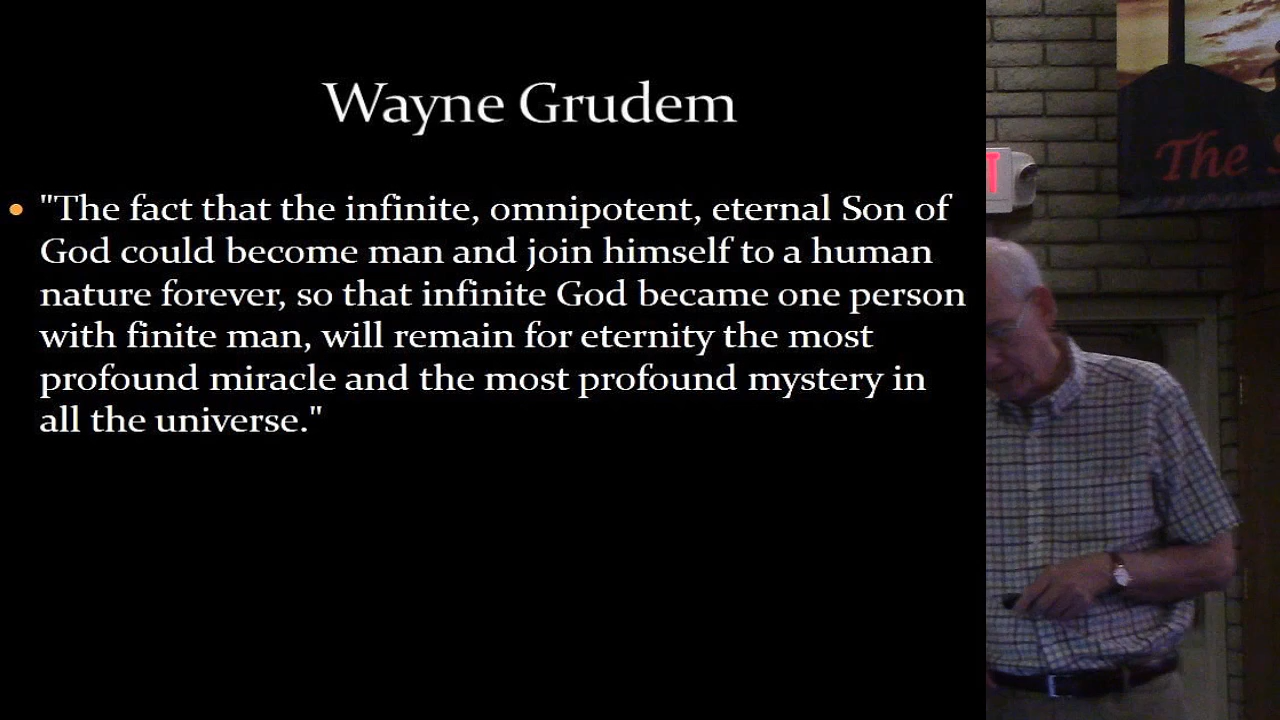 Wayne Grudem
• "The fact that the infinite, omnipotent, eternal Son of
God could become man and join himself to a human
nature forever, so that infinite God became one person
with finite man, will remain for eternity the most
profound miracle and the most profound mystery in
all the universe."
The